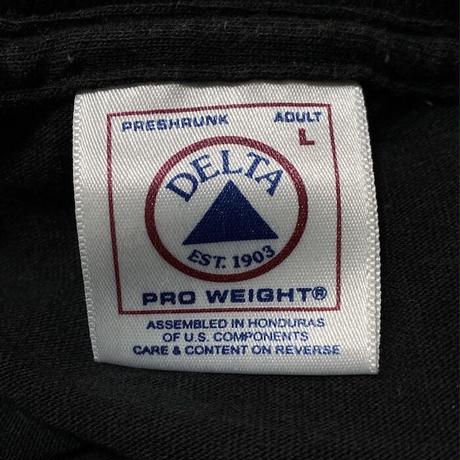 PRESHRUNK ADULT
L
DELTA
EST. 1903
PRO WEIGHT®
ASSEMBLED IN HONDURAS
OF U.S. COMPONENTS
CARE & CONTENT ON REVERSE